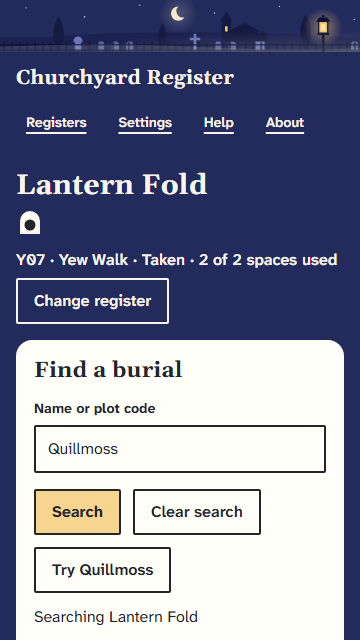 Churchyard Register
Registers Settings Help About
Lantern Fold
Y07 · Yew Walk · Taken · 2 of 2 spaces used
Change register
Find a burial
Name or plot code
Quillmoss
Search Clear search
Try Quillmoss
Searching Lantern Fold